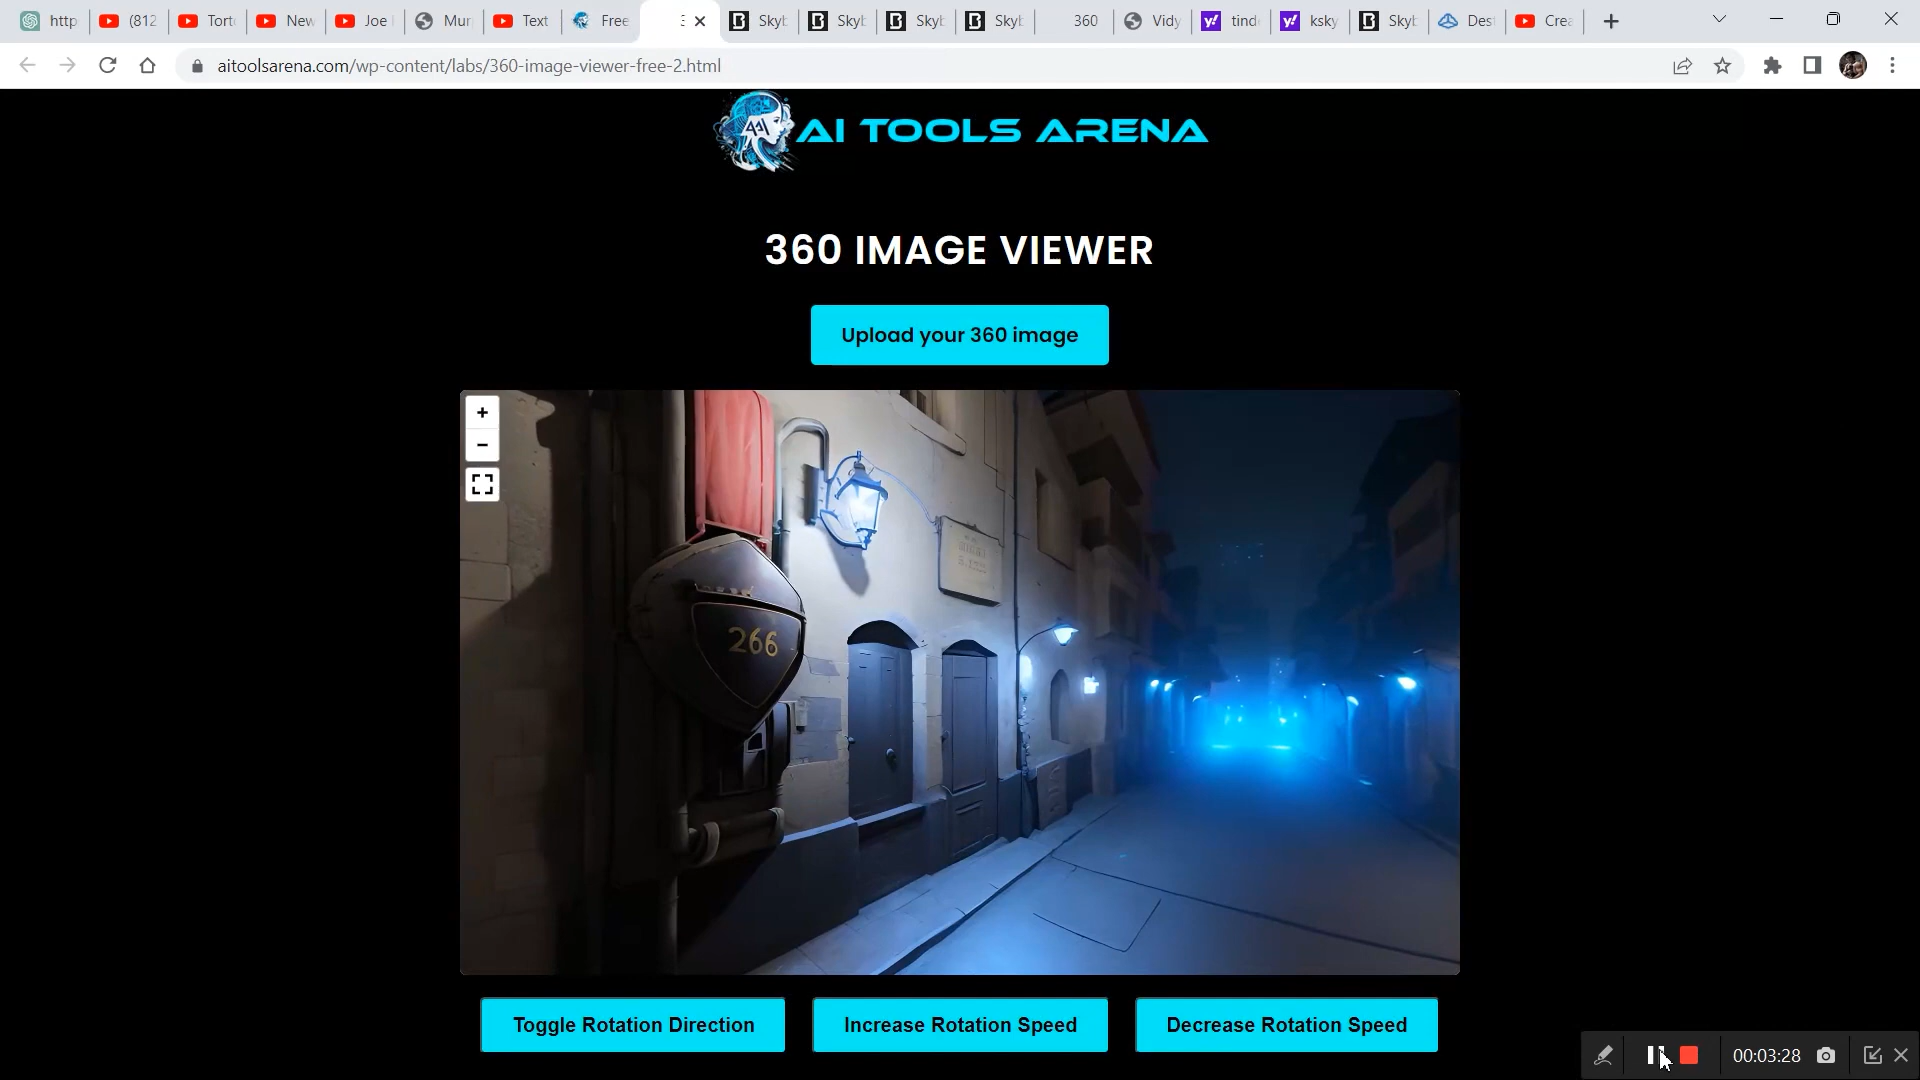 http
(812
Torto
New
Joe
Mur
Text
Free
Skyb
Skyb
Skyb
Skyb
360
Vidy
tind
ksky
Skyb
Des
Crea
aitoolsarena.com/wp-content/labs/360-image-viewer-free-2.html
AI TOOLS ARENA
360 IMAGE VIEWER
Upload your 360 image
+
-
266
Toggle Rotation Direction
Increase Rotation Speed
Decrease Rotation Speed
00:03:28